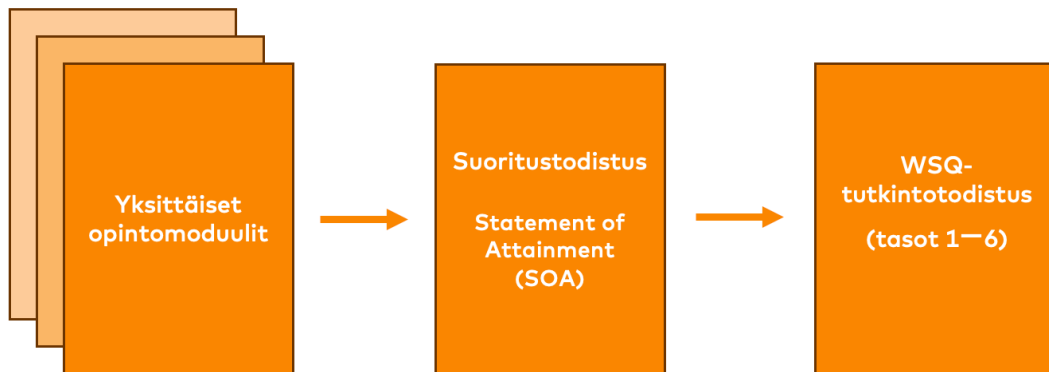 Yksittäiset
opintomoduulit
Suoritustodistus
Statement of
Attainment
(SOA)
WSQ-
tutkintotodistus
(tasot 1—6)